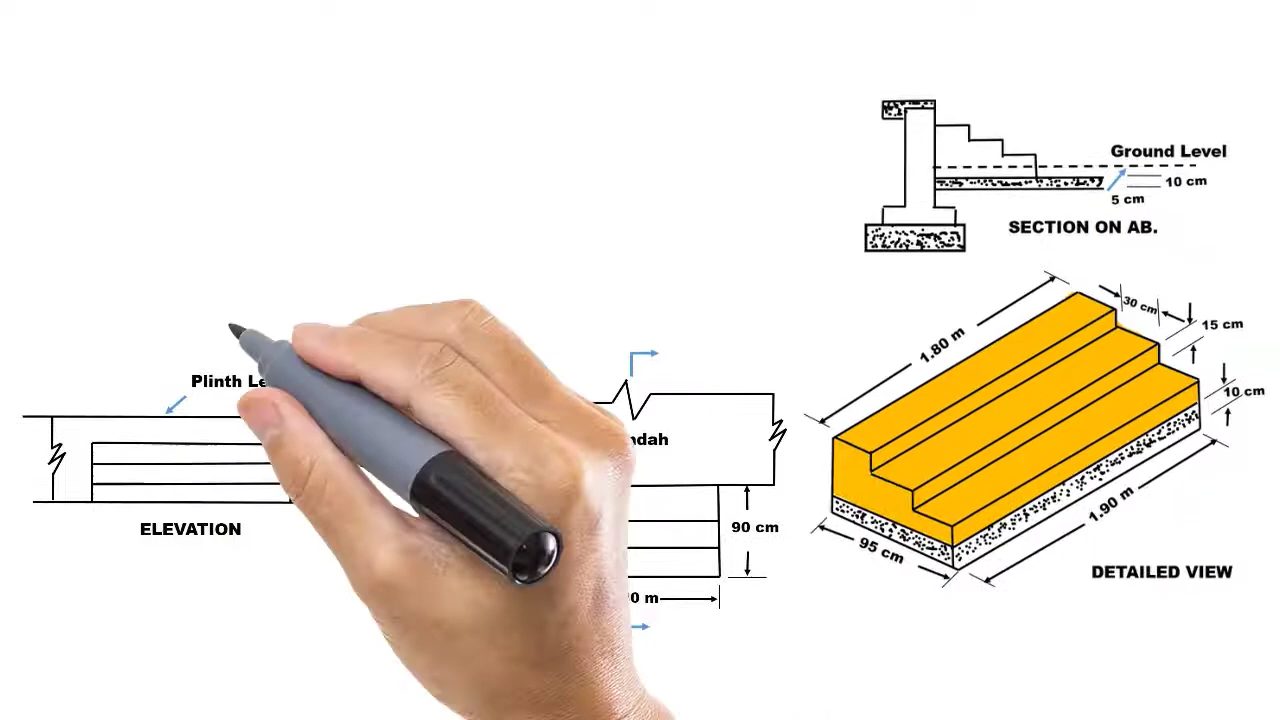 Ground Level
10 cm
5 cm
SECTION ON AB.
30 cm
15 cm
1.80 m
10 cm
Plinth
ELEVATION
90 cm
m
95 cm
1.90 m
DETAILED VIEW